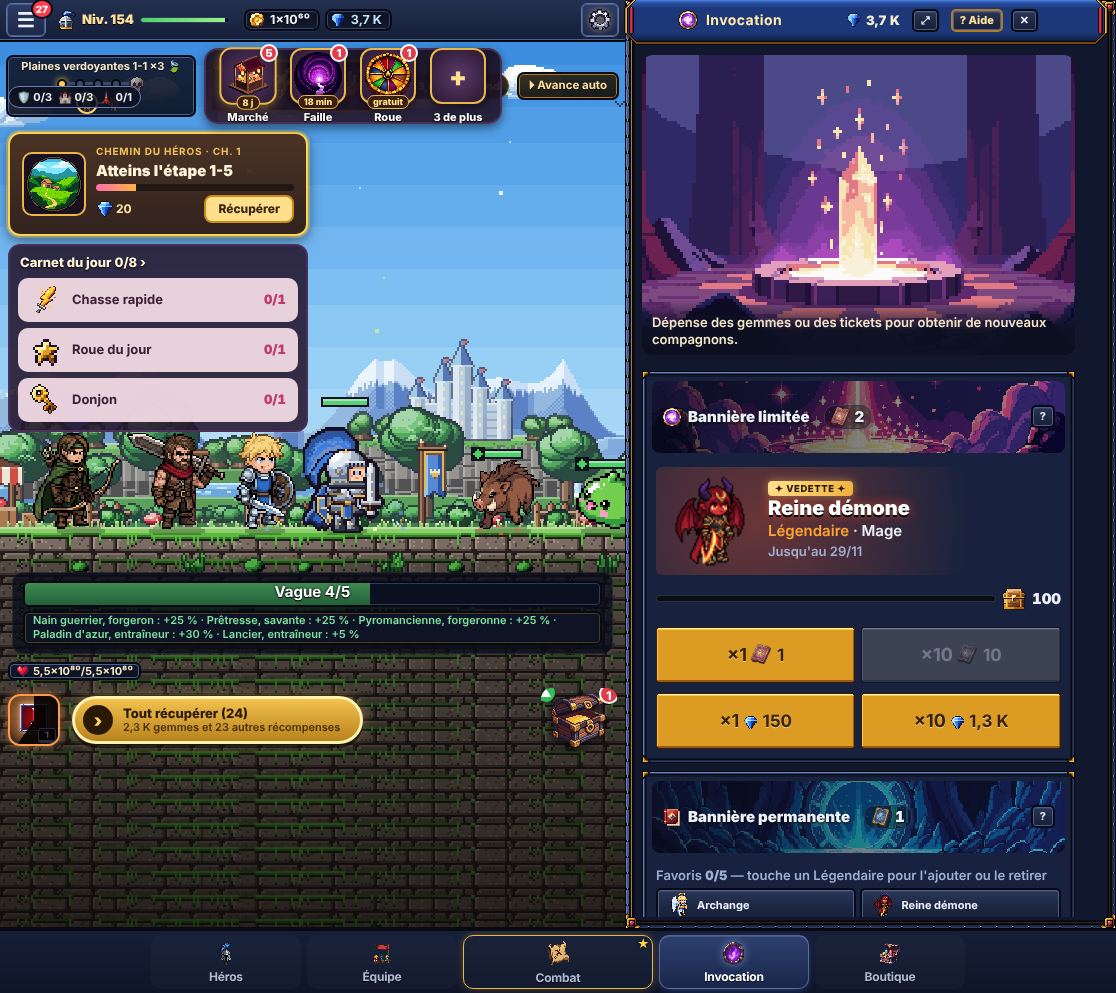 27
Niv. 154
1×10⁶⁰
3,7 K
Plaines verdoyantes 1-1 ×3
0/3 0/3 0/1
5
8 j
Marché
1
18 min
Faille
1
gratuit
Roue
+
3 de plus
Avance auto
CHEMIN DU HÉROS · CH. 1
Atteins l'étape 1-5
20
Récupérer
Carnet du jour 0/8 ›
Chasse rapide 0/1
Roue du jour 0/1
Donjon 0/1
Vague 4/5
Nain guerrier, forgeron : +25 % · Prêtresse, savante : +25 % · Pyromancienne, forgeronne : +25 % ·
Paladin d'azur, entraîneur : +30 % · Lancier, entraîneur : +5 %
5,5×10⁸⁰/5,5×10⁸⁰
1
Tout récupérer (24)
2,3 K gemmes et 23 autres récompenses
1
Invocation
3,7 K
? Aide
×
Dépense des gemmes ou des tickets pour obtenir de nouveaux
compagnons.
Bannière limitée 2
?
✦ VEDETTE ✦
Reine démone
Légendaire · Mage
Jusqu'au 29/11
100
×1 1
×10 10
×1 150
×10 1,3 K
Bannière permanente 1
?
Favoris 0/5 — touche un Légendaire pour l'ajouter ou le retirer
Archange
Reine démone
Héros
Équipe
Combat
Invocation
Boutique